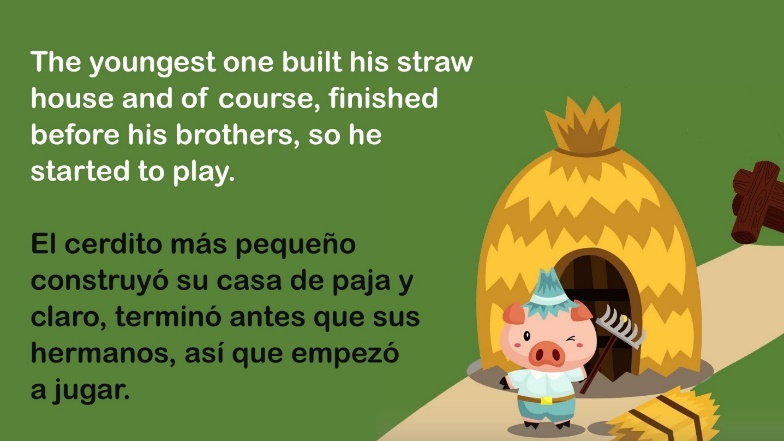 The youngest one built his straw
house and of course, finished
before his brothers, so he
started to play.
El cerdito más pequeño
construyó su casa de paja y
claro, terminó antes que sus
hermanos, así que empezó
a jugar.